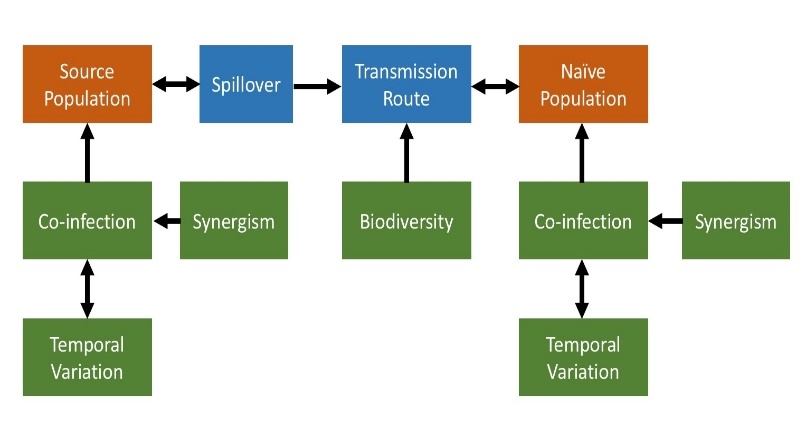 Source
Population
Spillover
Transmission
Route
Naïve
Population
Co-infection
Synergism
Biodiversity
Co-infection
Synergism
Temporal
Variation
Temporal
Variation